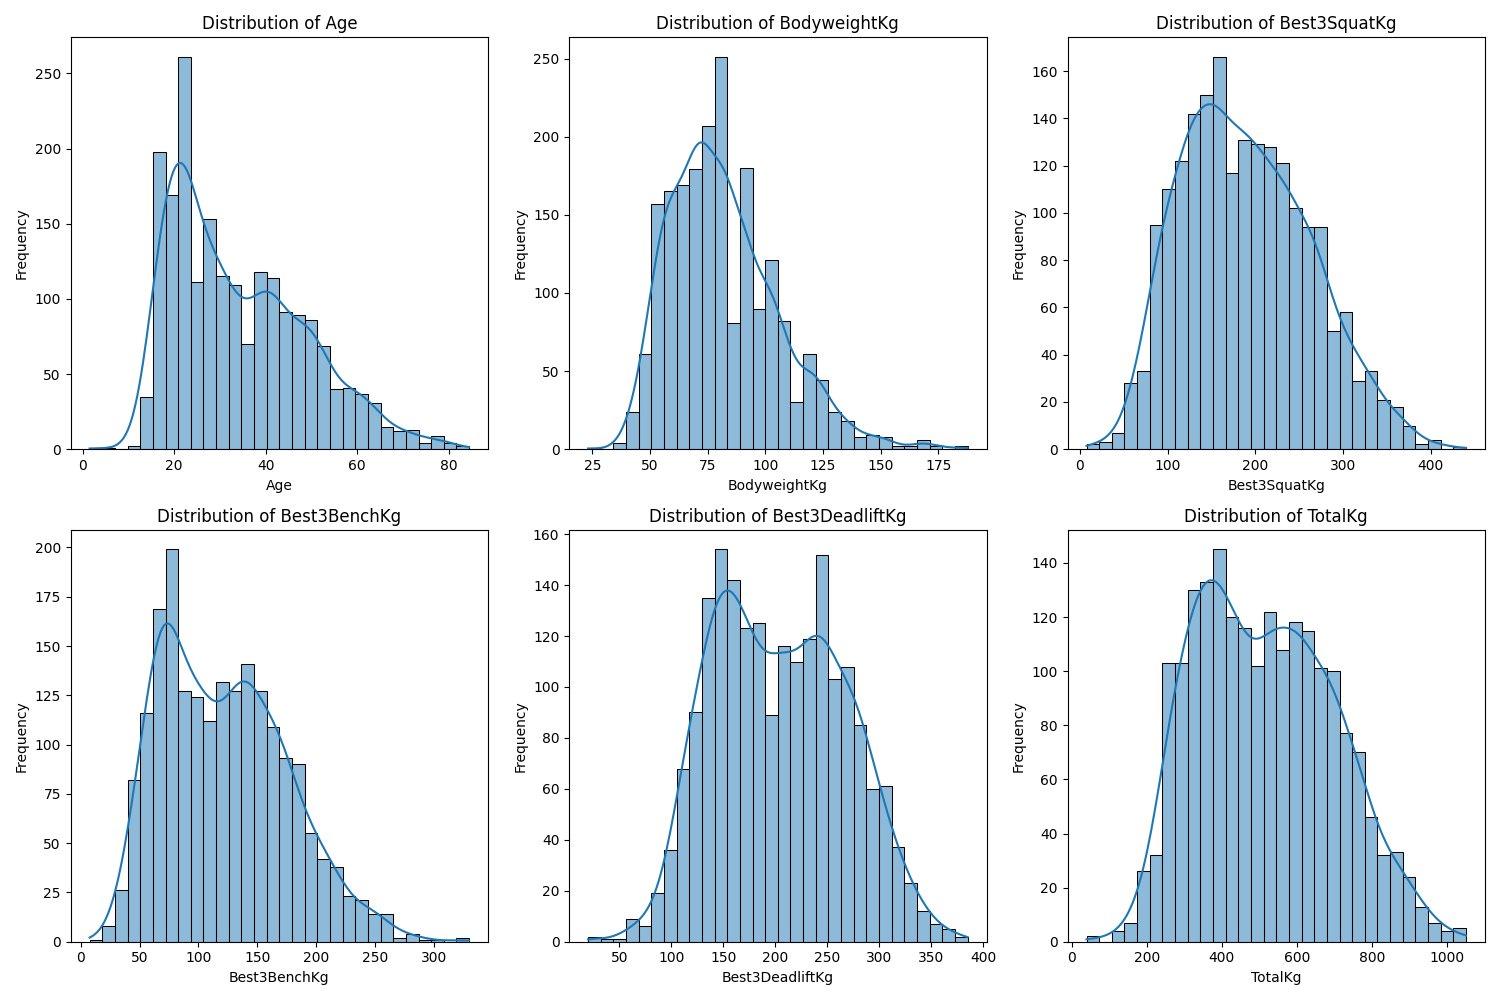 Distribution of Age
Distribution of BodyweightKg
Distribution of Best3SquatKg
250
200
150
100
50
0
Frequency
0 20 40 60 80
Age
250
200
150
100
50
0
Frequency
25 50 75 100 125 150 175
BodyweightKg
160
140
120
100
80
60
40
20
0
Frequency
0 100 200 300 400
Best3SquatKg
Distribution of Best3BenchKg
Distribution of Best3DeadliftKg
Distribution of TotalKg
200
175
150
125
100
75
50
25
0
Frequency
0 50 100 150 200 250 300
Best3BenchKg
160
140
120
100
80
60
40
20
0
Frequency
50 100 150 200 250 300 350 400
Best3DeadliftKg
140
120
100
80
60
40
20
0
Frequency
0 200 400 600 800 1000
TotalKg